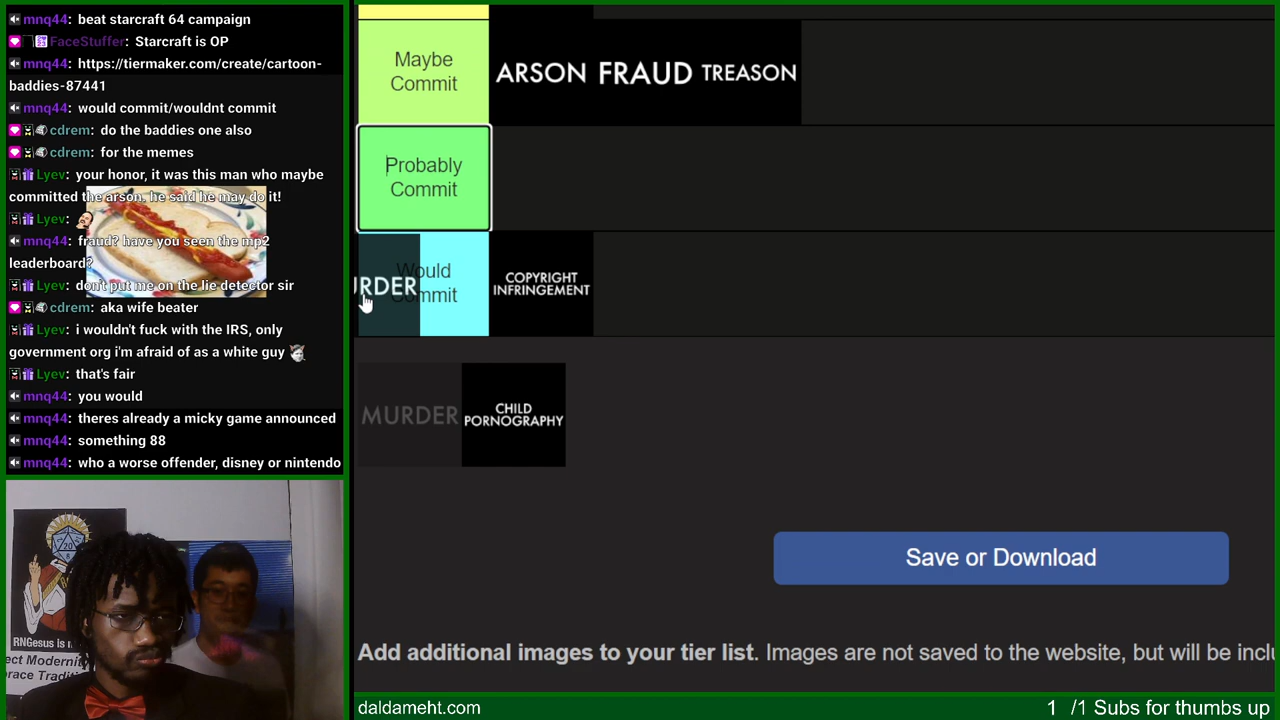 mnq44: beat starcraft 64 campaign
FaceStuffer: Starcraft is OP
mnq44: https://tiermaker.com/create/cartoon-
baddies-87441
mnq44: would commit/wouldnt commit
cdrem: do the baddies one also
cdrem: for the memes
Lyev: your honor, it was this man who maybe
committed the arson. he said he may do it!
Lyev:
mnq44: fraud? have you seen the mp2
leaderboard?
Lyev: don't put me on the lie detector sir
cdrem: aka wife beater
Lyev: i wouldn't fuck with the IRS, only
government org i'm afraid of as a white guy
Lyev: that's fair
mnq44: you would
mnq44: theres already a micky game announced
mnq44: something 88
mnq44: who a worse offender, disney or nintendo
RNGesus is
ect Modernit
race Traditi
Maybe
Commit
ARSON
FRAUD
TREASON
Probably
Commit
Would
Commit
URDER
COPYRIGHT
INFRINGEMENT
MURDER
CHILD
PORNOGRAPHY
Save or Download
Add additional images to your tier list. Images are not saved to the website, but will be inclu
daldameht.com
1 /1 Subs for thumbs up